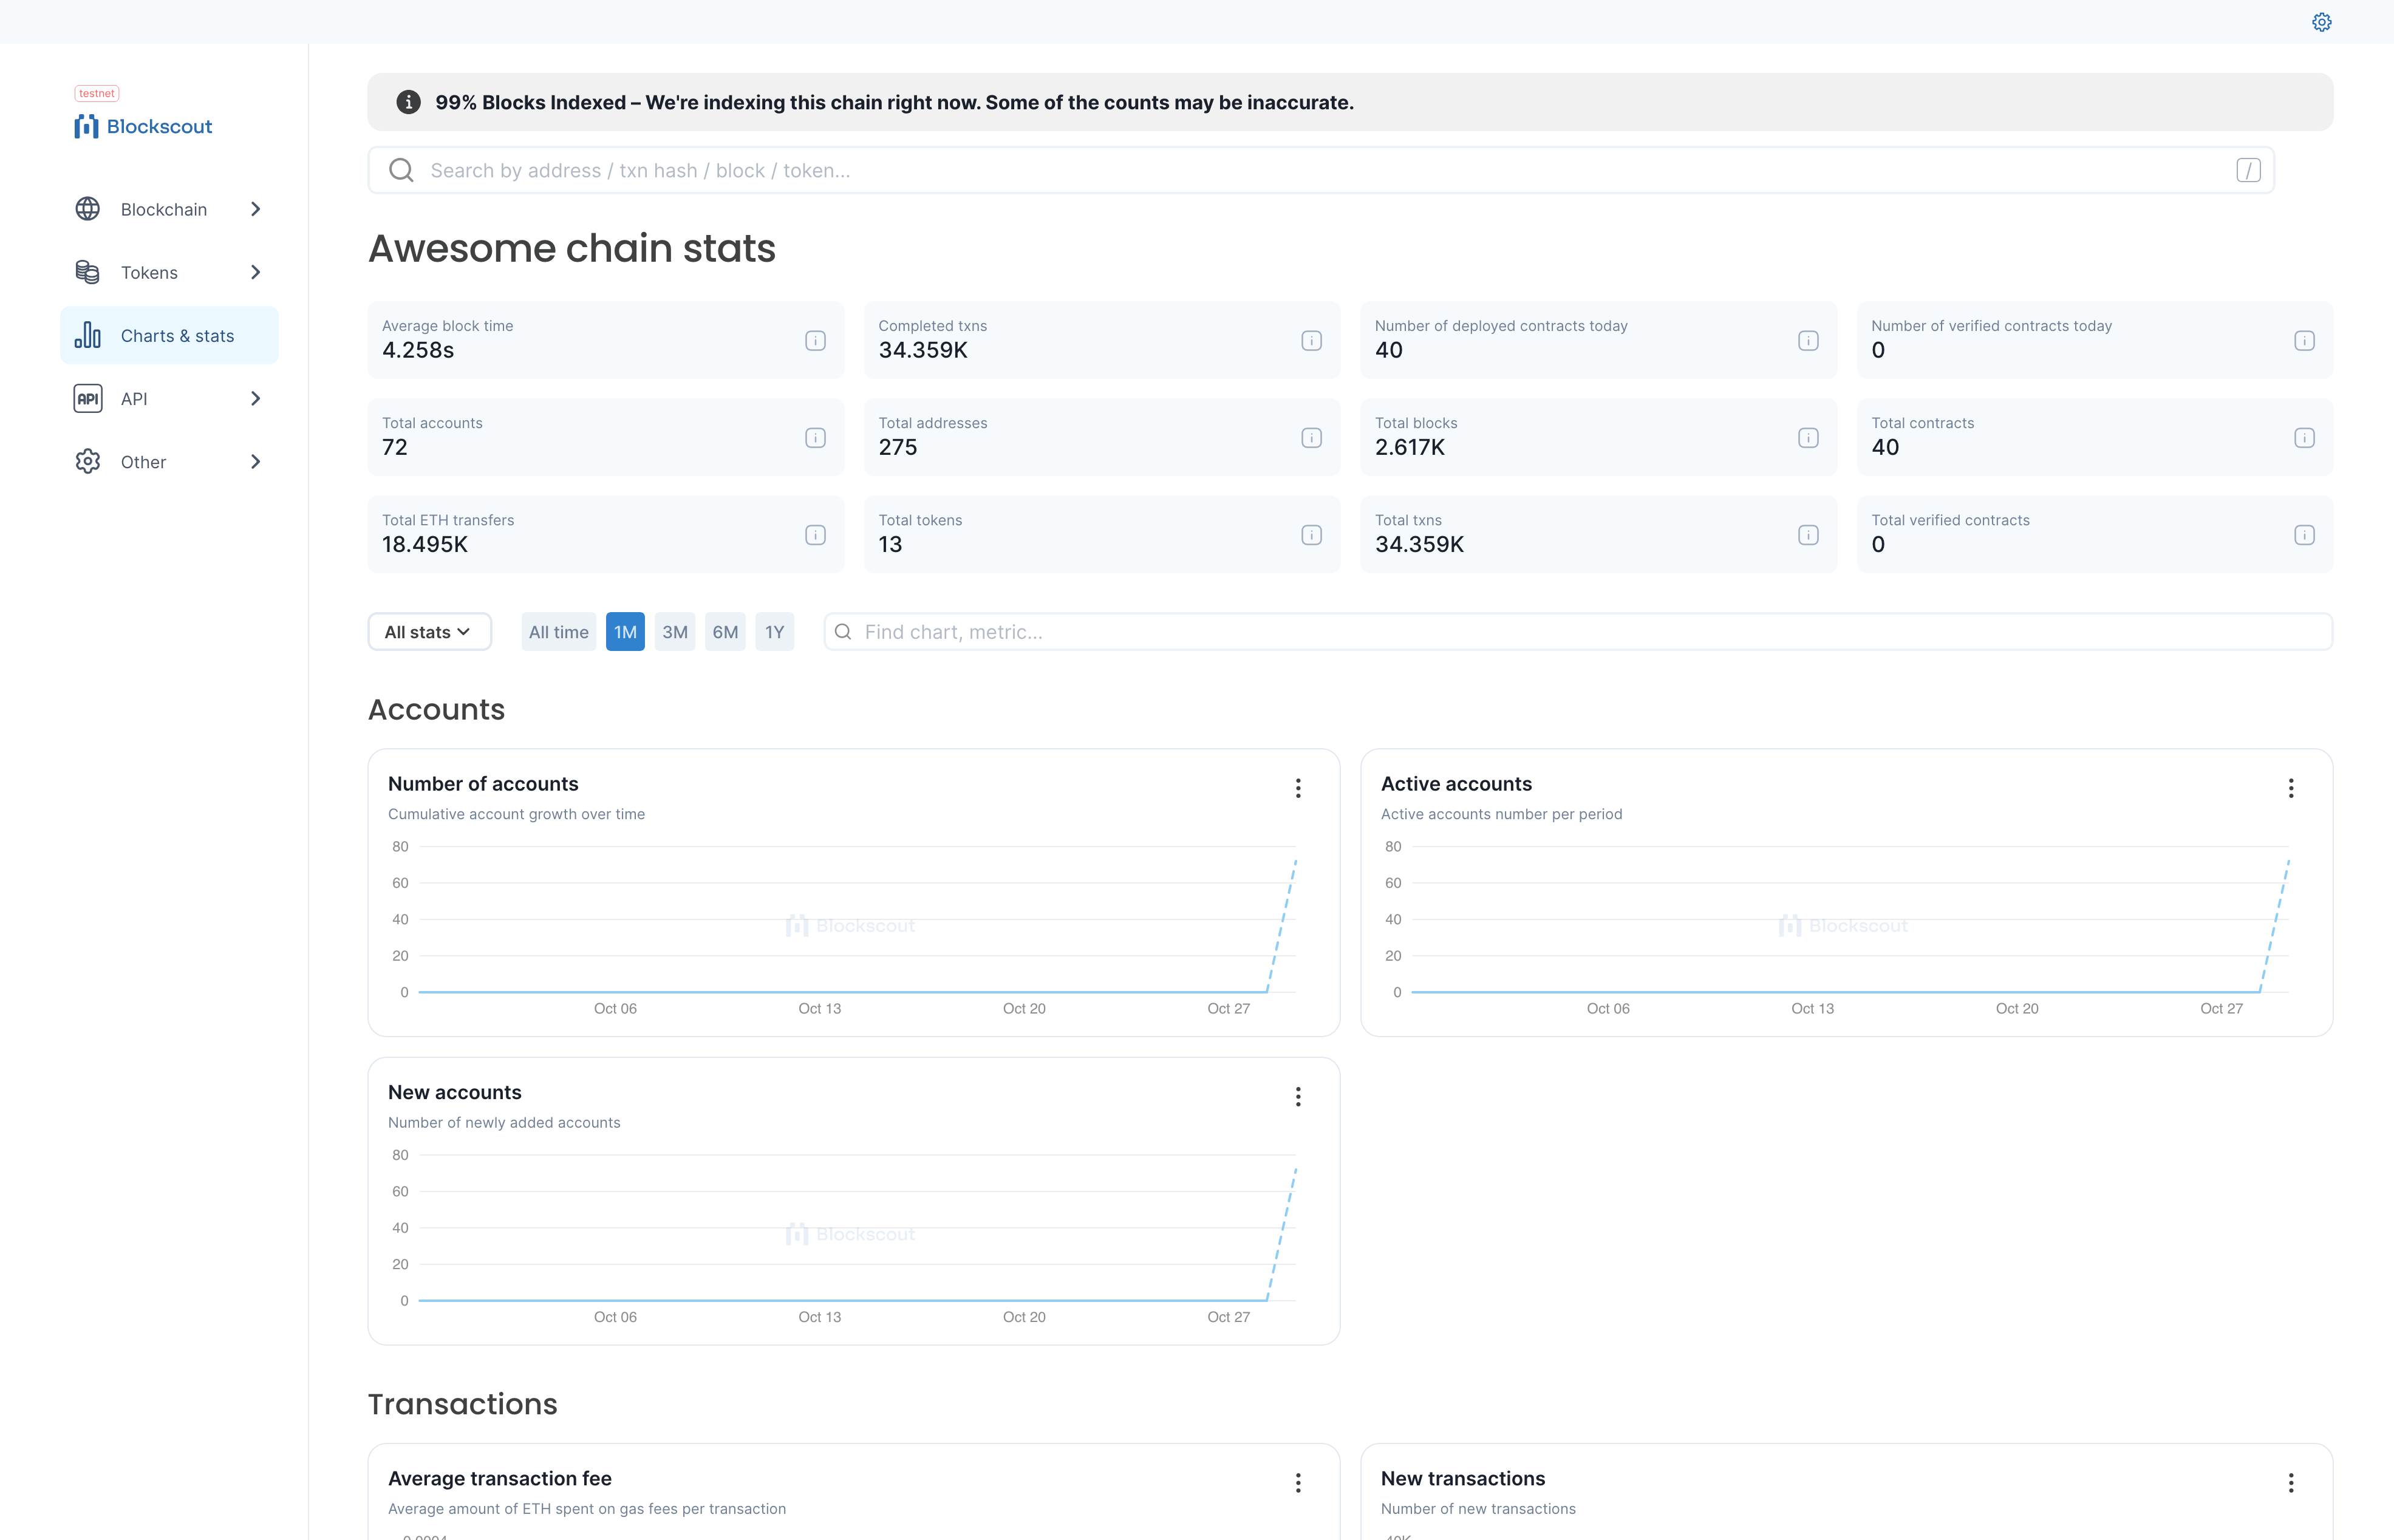 testnet
Blockscout
Blockchain
Tokens
Charts & stats
API
API
Other
99% Blocks Indexed – We're indexing this chain right now. Some of the counts may be inaccurate.
Search by address / txn hash / block / token...
/
Awesome chain stats
Average block time
4.258s
Completed txns
34.359K
Number of deployed contracts today
40
Number of verified contracts today
0
Total accounts
72
Total addresses
275
Total blocks
2.617K
Total contracts
40
Total ETH transfers
18.495K
Total tokens
13
Total txns
34.359K
Total verified contracts
0
All stats
All time 1M 3M 6M 1Y
Find chart, metric...
Accounts
Number of accounts
Cumulative account growth over time
80
60
40
20
0
Blockscout
Oct 06 Oct 13 Oct 20 Oct 27
Active accounts
Active accounts number per period
80
60
40
20
0
Blockscout
Oct 06 Oct 13 Oct 20 Oct 27
New accounts
Number of newly added accounts
80
60
40
20
0
Blockscout
Oct 06 Oct 13 Oct 20 Oct 27
Transactions
Average transaction fee
Average amount of ETH spent on gas fees per transaction
New transactions
Number of new transactions